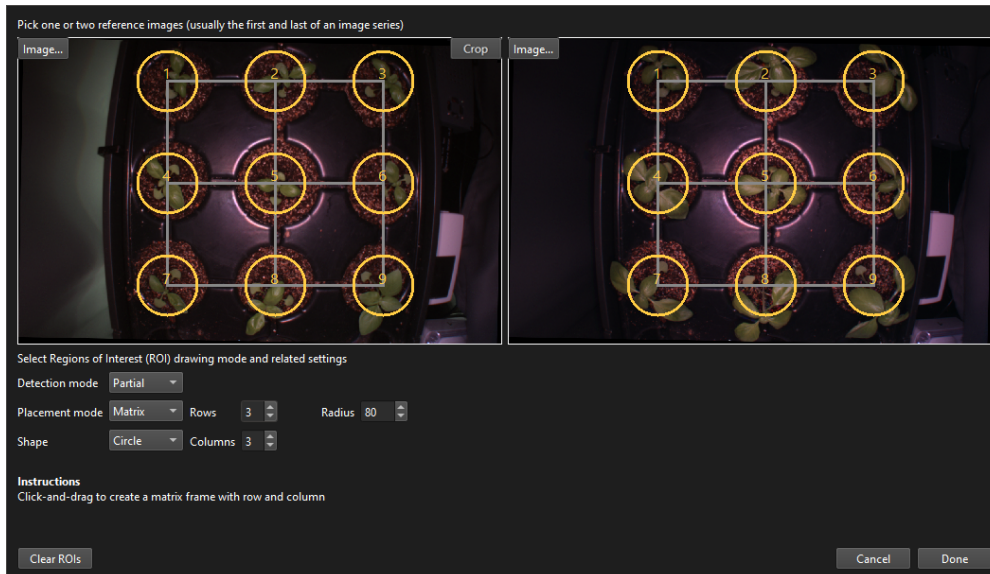 Pick one or two reference images (usually the first and last of an image series)
Image... Crop Image...
1 2 3 1 2 3
4 5 6 4 5 6
7 8 9 7 8 9
Select Regions of Interest (ROI) drawing mode and related settings
Detection mode Partial
Placement mode Matrix Rows 3 Radius 80
Shape Circle Columns 3
Instructions
Click-and-drag to create a matrix frame with row and column
Clear ROIs Cancel Done